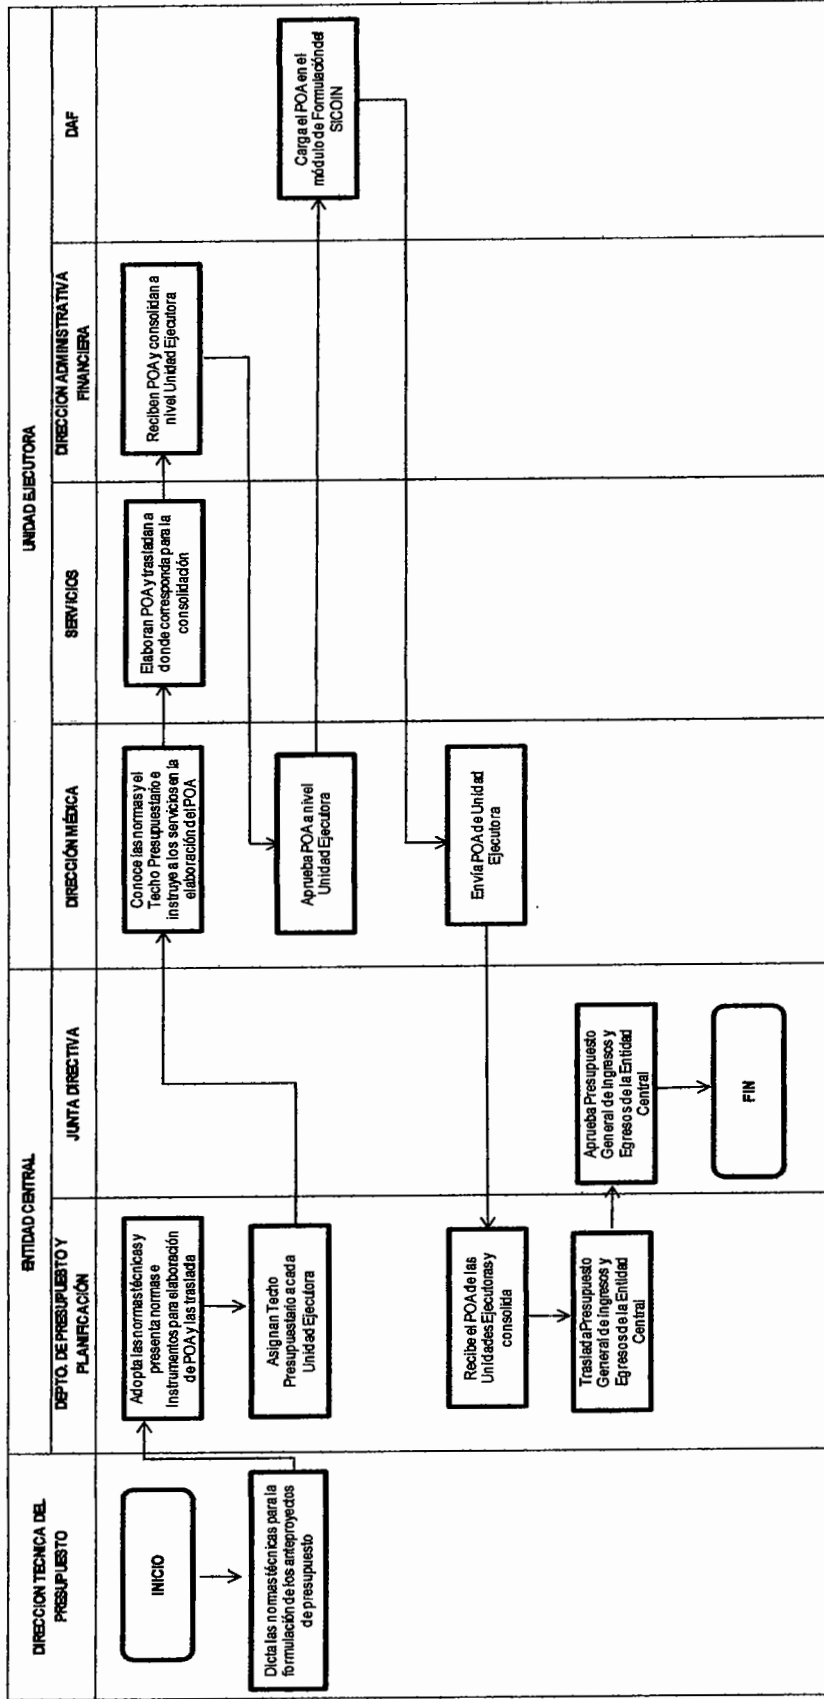 ENTIDAD CENTRAL
UNIDAD EJECUTORA
DIRECCION TECNICA DEL
PRESUPUESTO
DEPTO. DE PRESUPUESTO Y
PLANIFICACIÓN
JUNTA DIRECTIVA
DIRECCIÓN MÉDICA
SERVICIOS
DIRECCION ADMINISTRATIVA
FINANCIERA
DAF
INICIO
Dicta las normas técnicas para la
formulación de los anteproyectos
de presupuesto
Adopta las normas técnicas y
presenta normas e
Instrumentos para elaboración
de POA y las traslada
Asignan Techo
Presupuestario a cada
Unidad Ejecutora
Conoce las normas y el
Techo Presupuestario e
instruye a los servicios en la
elaboración del POA
Elaboran POA y trasladan a
donde corresponda para la
consolidación
Reciben POA y consolidan a
nivel Unidad Ejecutora
Aprueba POA a nivel
Unidad Ejecutora
Carga el POA en el
módulo de Formulación del
SICOIN
Envía POA de Unidad
Ejecutora
Recibe el POA de las
Unidades Ejecutoras y
consolida
Traslada Presupuesto
General de Ingresos y
Egresos de la Entidad
Central
Aprueba Presupuesto
General de Ingresos y
Egresos de la Entidad
Central
FIN